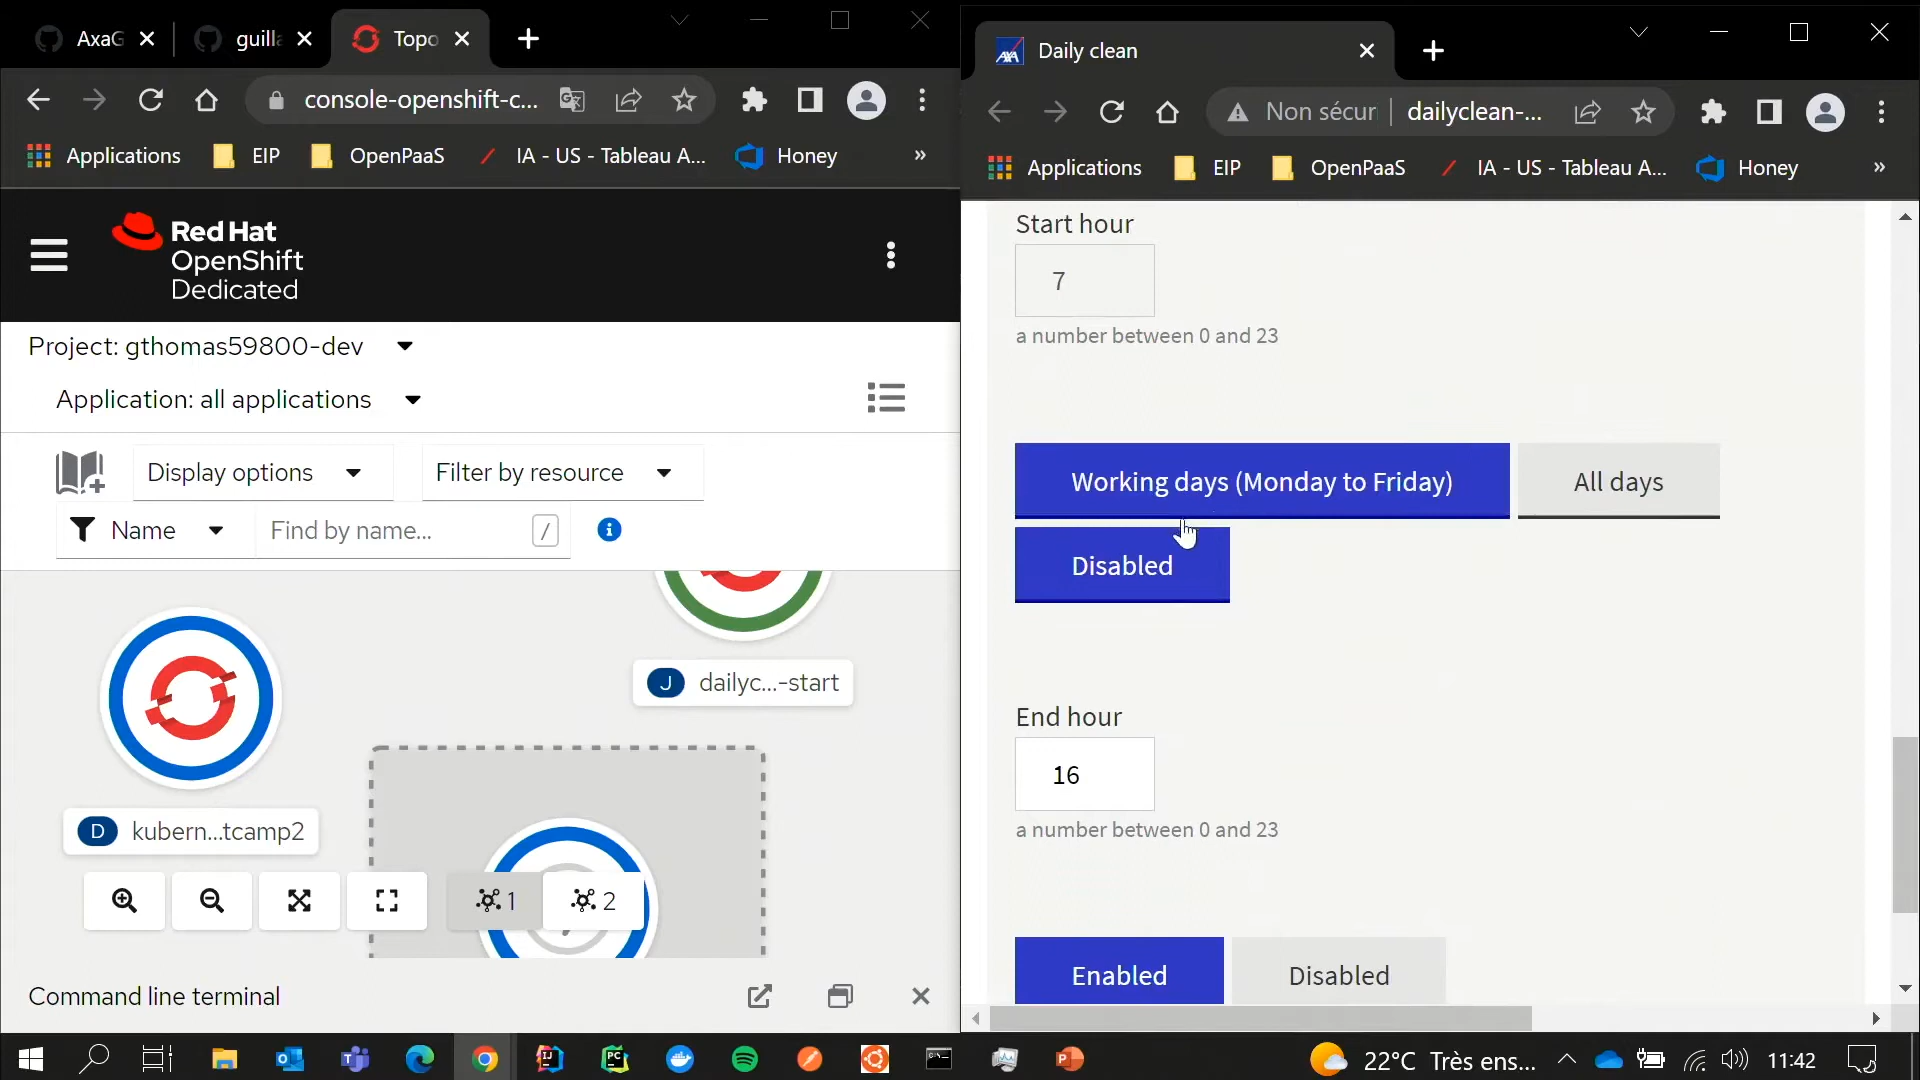 AxaG
guilla
Topo
console-openshift-c...
Applications
EIP
OpenPaaS
IA - US - Tableau A...
Honey
»
Red Hat
OpenShift
Dedicated
Project: gthomas59800-dev
Application: all applications
Display options
Filter by resource
Name
Find by name...
/
dailyc...-start
J
D
kubern...tcamp2
1
2
Command line terminal
Daily clean
Non sécuri
dailyclean-...
Applications
EIP
OpenPaaS
IA - US - Tableau A...
Honey
»
Start hour
7
a number between 0 and 23
Working days (Monday to Friday)
All days
Disabled
End hour
16
a number between 0 and 23
Enabled
Disabled
22°C Très ens...
11:42